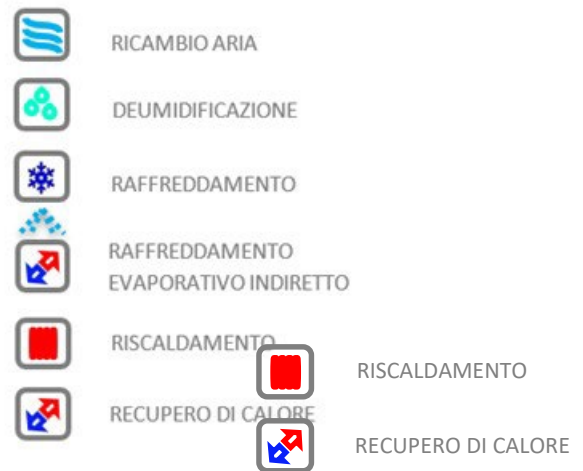 RICAMBIO ARIA
DEUMIDIFICAZIONE
RAFFREDDAMENTO
RAFFREDDAMENTO
EVAPORATIVO INDIRETTO
RISCALDAMENTO
RISCALDAMENTO
RECUPERO DI CALORE
RECUPERO DI CALORE